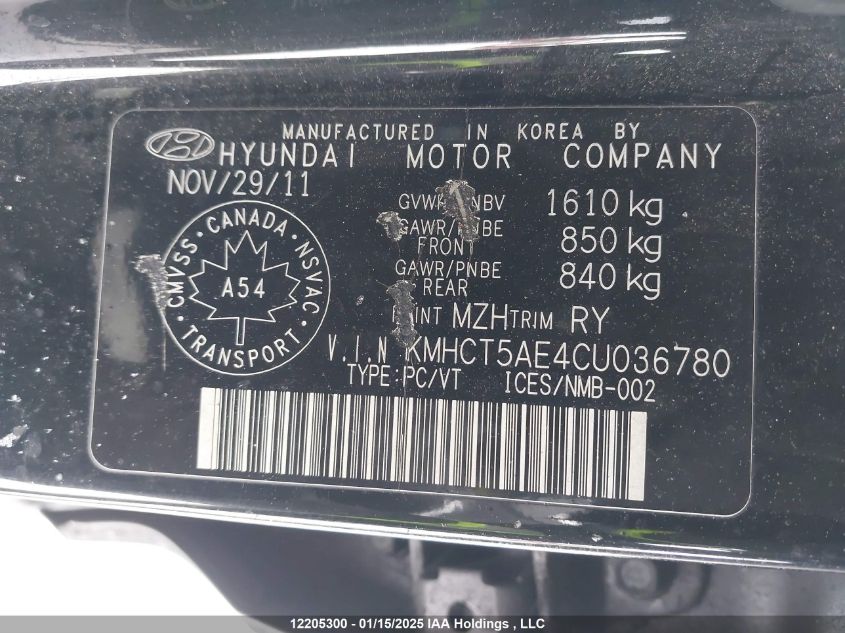 MANUFACTURED IN KOREA BY
HYUNDAI MOTOR COMPANY
NOV/29/11
GVWR/PNBV 1610 kg
GAWR/PNBE FRONT 850 kg
GAWR/PNBE REAR 840 kg
CMVSS · CANADA · NSVAC · TRANSPORT
A54
MZH TRIM RY
V.I.N KMHCT5AE4CU036780
TYPE:PC/VT ICES/NMB-002
12205300 - 01/15/2025 IAA Holdings, LLC